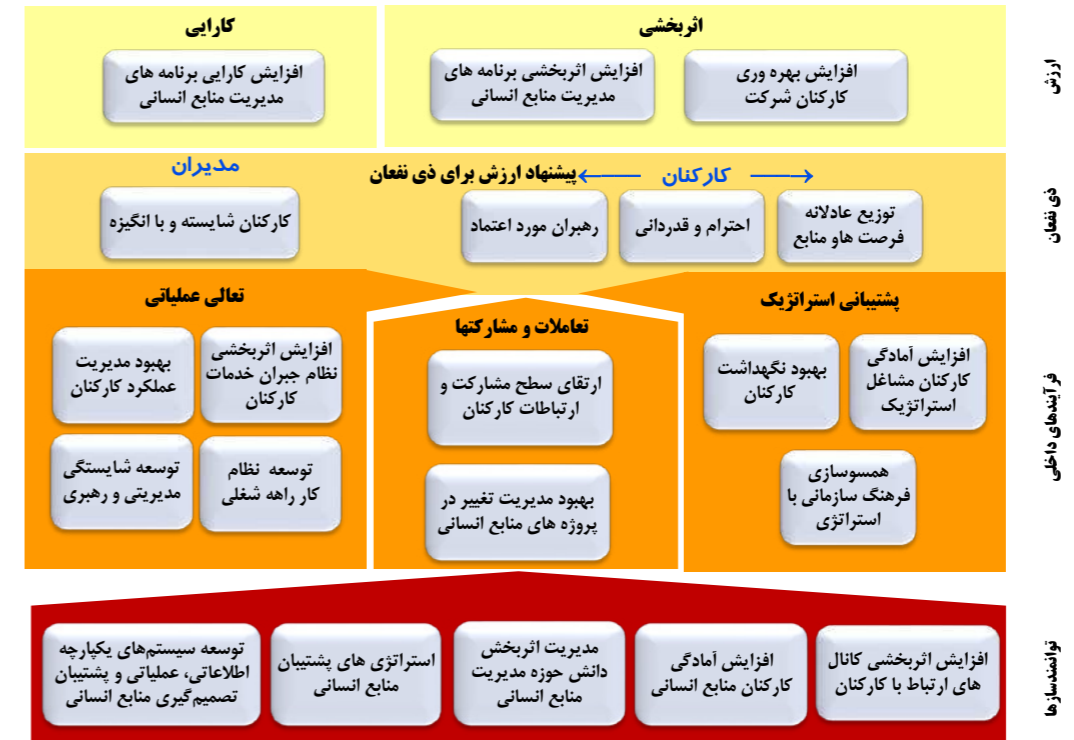 ارزش
اثربخشی
افزایش بهره وری
کارکنان شرکت
افزایش اثربخشی برنامه های
مدیریت منابع انسانی
کارایی
افزایش کارایی برنامه های
مدیریت منابع انسانی
ذی نفعان
پیشنهاد ارزش برای ذی نفعان
کارکنان
توزیع عادلانه
فرصت هاو منابع
احترام و قدردانی
رهبران مورد اعتماد
مدیران
کارکنان شایسته و با انگیزه
فرآیندهای داخلی
پشتیبانی استراتژیک
افزایش آمادگی
کارکنان مشاغل
استراتژیک
بهبود نگهداشت
کارکنان
همسوسازی
فرهنگ سازمانی با
استراتژی
تعاملات و مشارکتها
ارتقای سطح مشارکت و
ارتباطات کارکنان
بهبود مدیریت تغییر در
پروژه های منابع انسانی
تعالی عملیاتی
افزایش اثربخشی
نظام جبران خدمات
کارکنان
بهبود مدیریت
عملکرد کارکنان
توسعه نظام
کار راهه شغلی
توسعه شایستگی
مدیریتی و رهبری
توانمندسازها
افزایش اثربخشی کانال
های ارتباط با کارکنان
افزایش آمادگی
کارکنان منابع انسانی
مدیریت اثربخش
دانش حوزه مدیریت
منابع انسانی
استراتژی های پشتیبان
منابع انسانی
توسعه سیستم‌های یکپارچه
اطلاعاتی، عملیاتی و پشتیبان
تصمیم‌گیری منابع انسانی